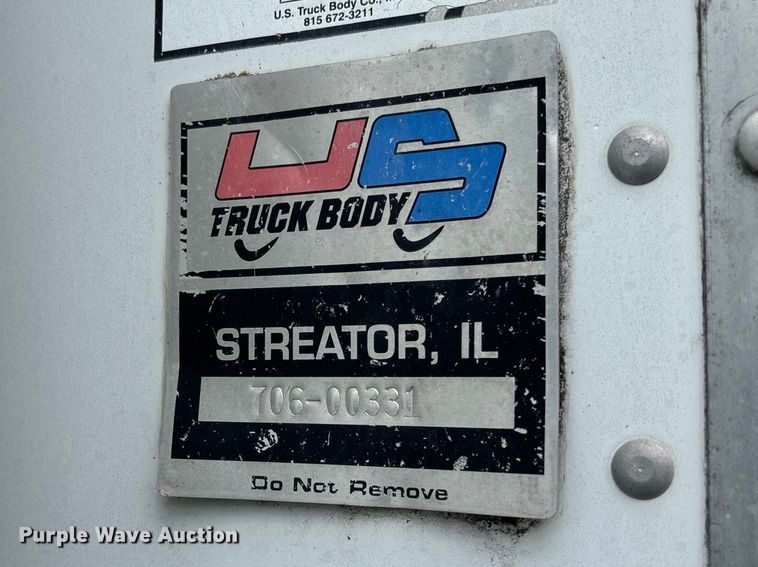 U.S. Truck Body Co.,
815 672-3211
US
TRUCK BODY
STREATOR, IL
706-00331
Do Not Remove
Purple Wave Auction